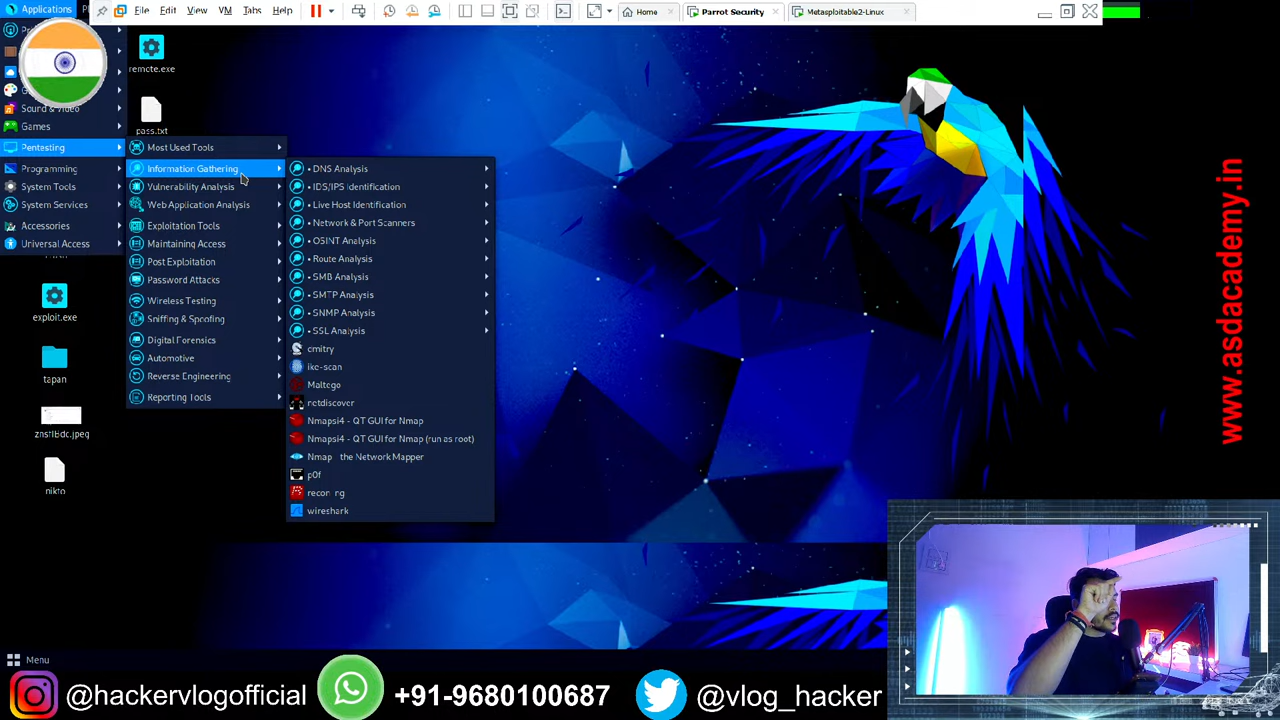 Applications
File Edit View VM Tabs Help
Home
Parrot Security
Metasploitable2-Linux
remote.exe
pass.txt
Sound & Video
Games
Pentesting
Programming
System Tools
System Services
Accessories
Universal Access
Most Used Tools
Information Gathering
Vulnerability Analysis
Web Application Analysis
Exploitation Tools
Maintaining Access
Post Exploitation
Password Attacks
Wireless Testing
Sniffing & Spoofing
Digital Forensics
Automotive
Reverse Engineering
Reporting Tools
• DNS Analysis
• IDS/IPS Identification
• Live Host Identification
• Network & Port Scanners
• OSINT Analysis
• Route Analysis
• SMB Analysis
• SMTP Analysis
• SNMP Analysis
• SSL Analysis
dmitry
ike-scan
Maltego
netdiscover
Nmapsi4 - QT GUI for Nmap
Nmapsi4 - QT GUI for Nmap (run as root)
Nmap the Network Mapper
p0f
wireshark
exploit.exe
tapan
nikto
www.asdacademy.in
Menu
@hackervlogofficial
+91-9680100687
@vlog_hacker